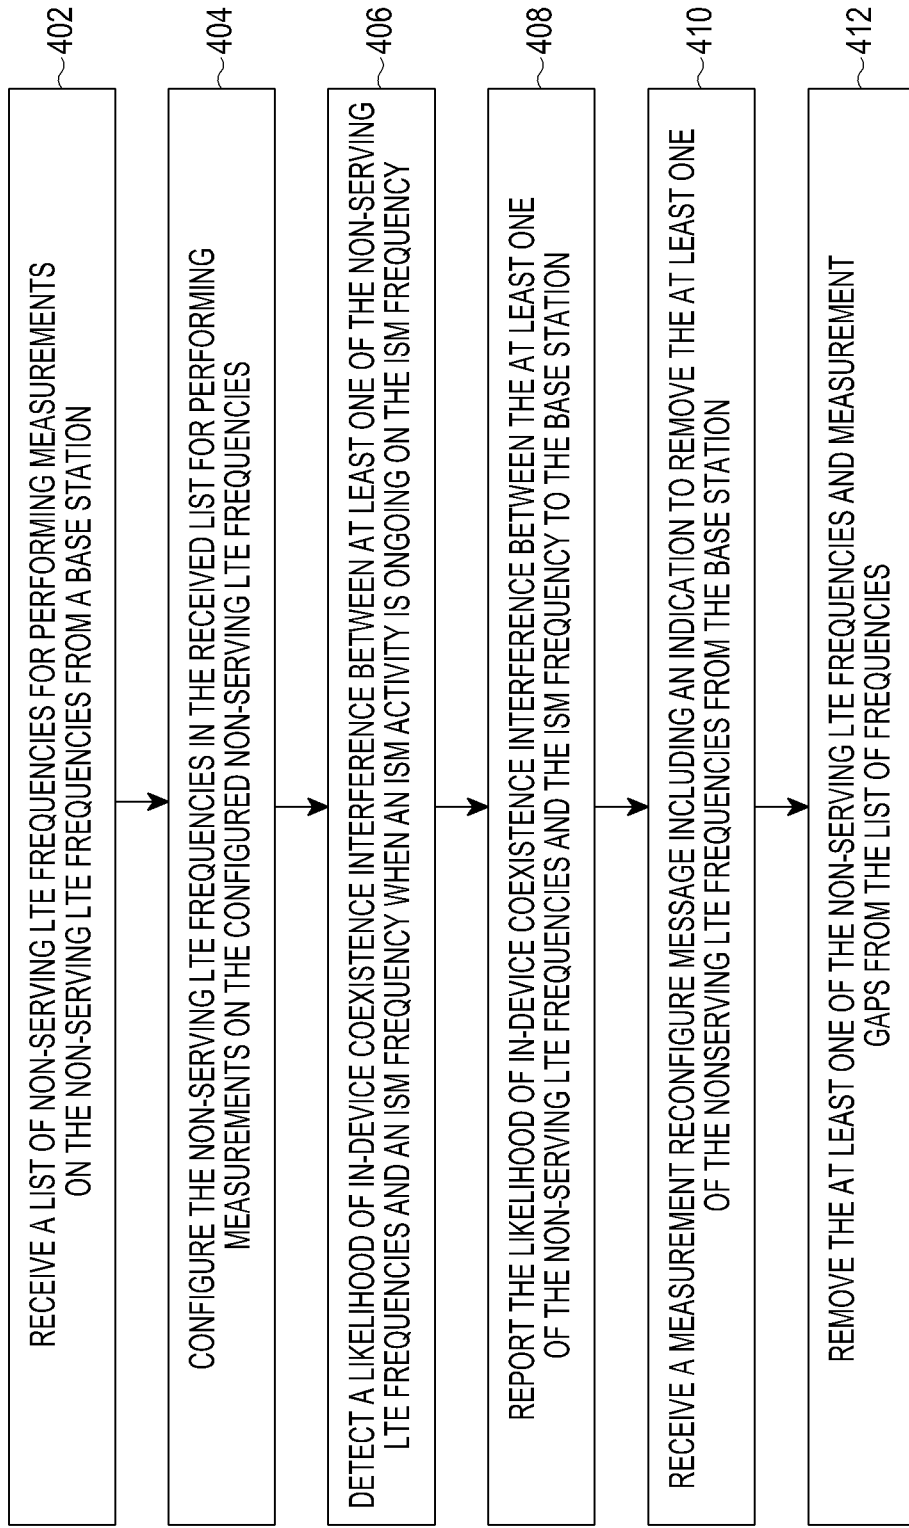 RECEIVE A LIST OF NON-SERVING LTE FREQUENCIES FOR PERFORMING MEASUREMENTS
ON THE NON-SERVING LTE FREQUENCIES FROM A BASE STATION
402
CONFIGURE THE NON-SERVING LTE FREQUENCIES IN THE RECEIVED LIST FOR PERFORMING
MEASUREMENTS ON THE CONFIGURED NON-SERVING LTE FREQUENCIES
404
DETECT A LIKELIHOOD OF IN-DEVICE COEXISTENCE INTERFERENCE BETWEEN AT LEAST ONE OF THE NON-SERVING
LTE FREQUENCIES AND AN ISM FREQUENCY WHEN AN ISM ACTIVITY IS ONGOING ON THE ISM FREQUENCY
406
REPORT THE LIKELIHOOD OF IN-DEVICE COEXISTENCE INTERFERENCE BETWEEN THE AT LEAST ONE
OF THE NON-SERVING LTE FREQUENCIES AND THE ISM FREQUENCY TO THE BASE STATION
408
RECEIVE A MEASUREMENT RECONFIGURE MESSAGE INCLUDING AN INDICATION TO REMOVE THE AT LEAST ONE
OF THE NONSERVING LTE FREQUENCIES FROM THE BASE STATION
410
REMOVE THE AT LEAST ONE OF THE NON-SERVING LTE FREQUENCIES AND MEASUREMENT
GAPS FROM THE LIST OF FREQUENCIES
412